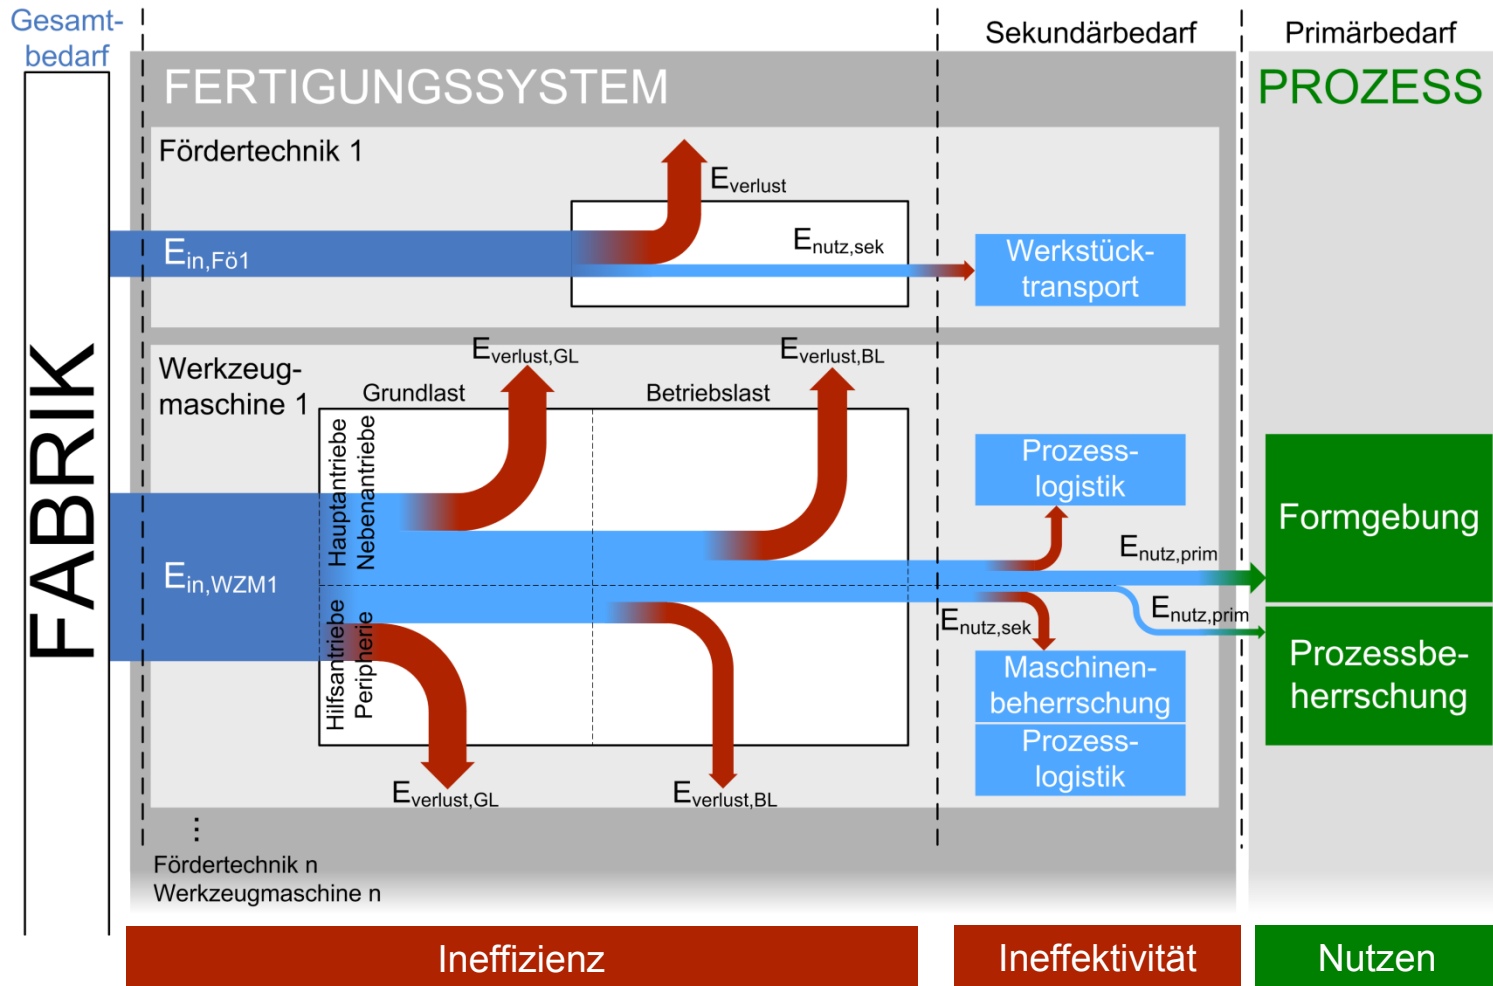 Gesamt-
bedarf
Sekundärbedarf
Primärbedarf
FABRIK
FERTIGUNGSSYSTEM
PROZESS
Fördertechnik 1
Everlust
Ein,Fö1
Enutz,sek
Werkstück-
transport
Werkzeug-
maschine 1
Everlust,GL
Everlust,BL
Grundlast
Betriebslast
Hauptantriebe
Nebenantriebe
Hilfsantriebe
Peripherie
Ein,WZM1
Prozess-
logistik
Enutz,prim
Formgebung
Enutz,prim
Enutz,sek
Maschinen-
beherrschung
Prozess-
logistik
Prozessbe-
herrschung
Everlust,GL
Everlust,BL
⋮
Fördertechnik n
Werkzeugmaschine n
Ineffizienz
Ineffektivität
Nutzen